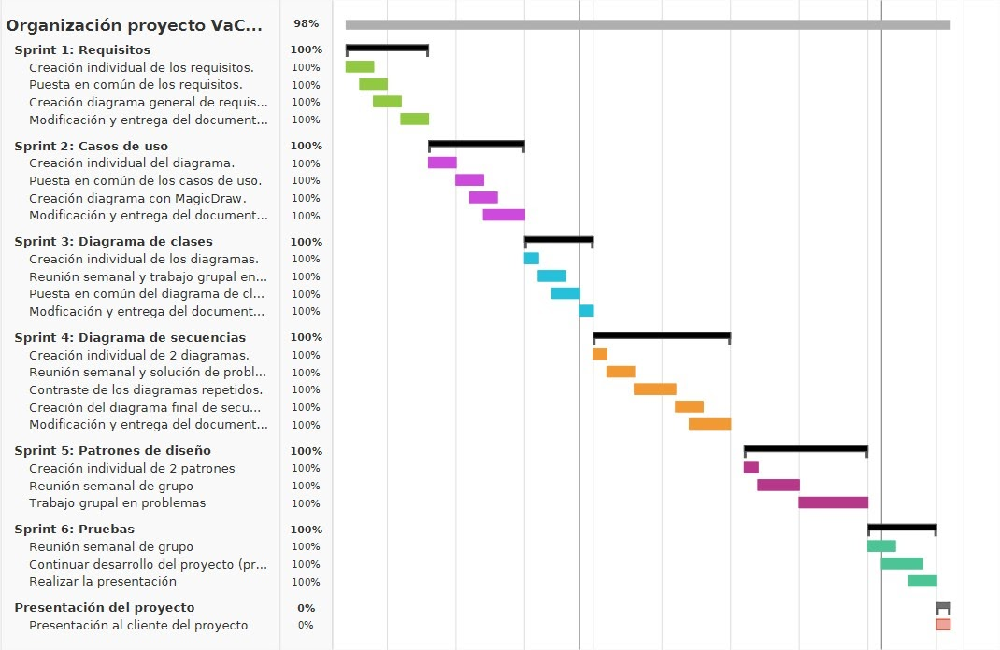 Organización proyecto VaC... 98%
Sprint 1: Requisitos 100%
Creación individual de los requisitos. 100%
Puesta en común de los requisitos. 100%
Creación diagrama general de requis... 100%
Modificación y entrega del document... 100%
Sprint 2: Casos de uso 100%
Creación individual del diagrama. 100%
Puesta en común de los casos de uso. 100%
Creación diagrama con MagicDraw. 100%
Modificación y entrega del document... 100%
Sprint 3: Diagrama de clases 100%
Creación individual de los diagramas. 100%
Reunión semanal y trabajo grupal en... 100%
Puesta en común del diagrama de cl... 100%
Modficación y entrega del document... 100%
Sprint 4: Diagrama de secuencias 100%
Creación individual de 2 diagramas. 100%
Reunión semanal y solución de probl... 100%
Contraste de los diagramas repetidos. 100%
Creación del diagrama final de secu... 100%
Modificación y entrega del document... 100%
Sprint 5: Patrones de diseño 100%
Creación individual de 2 patrones 100%
Reunión semanal de grupo 100%
Trabajo grupal en problemas 100%
Sprint 6: Pruebas 100%
Reunión semanal de grupo 100%
Continuar desarrollo del proyecto (pr... 100%
Realizar la presentación 100%
Presentación del proyecto 0%
Presentación al cliente del proyecto 0%